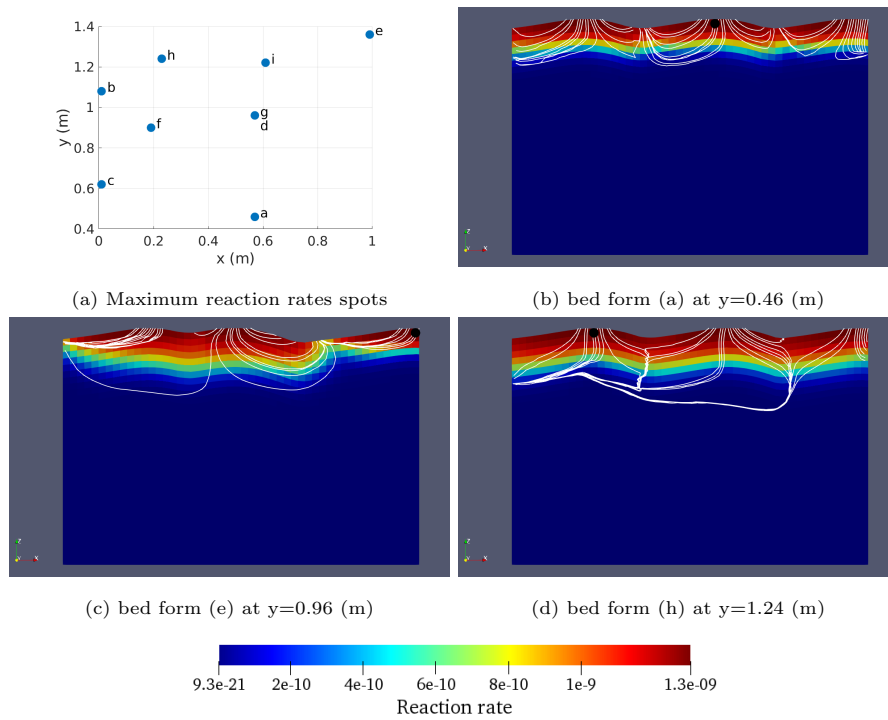 1.4
1.2
1
0.8
0.6
0.4
y (m)
0
0.2
0.4
0.6
0.8
1
x (m)
e
h
i
b
g
d
f
c
a
(a) Maximum reaction rates spots
(b) bed form (a) at y=0.46 (m)
(c) bed form (e) at y=0.96 (m)
(d) bed form (h) at y=1.24 (m)
9.3e-21 2e-10 4e-10 6e-10 8e-10 1e-9 1.3e-09
Reaction rate